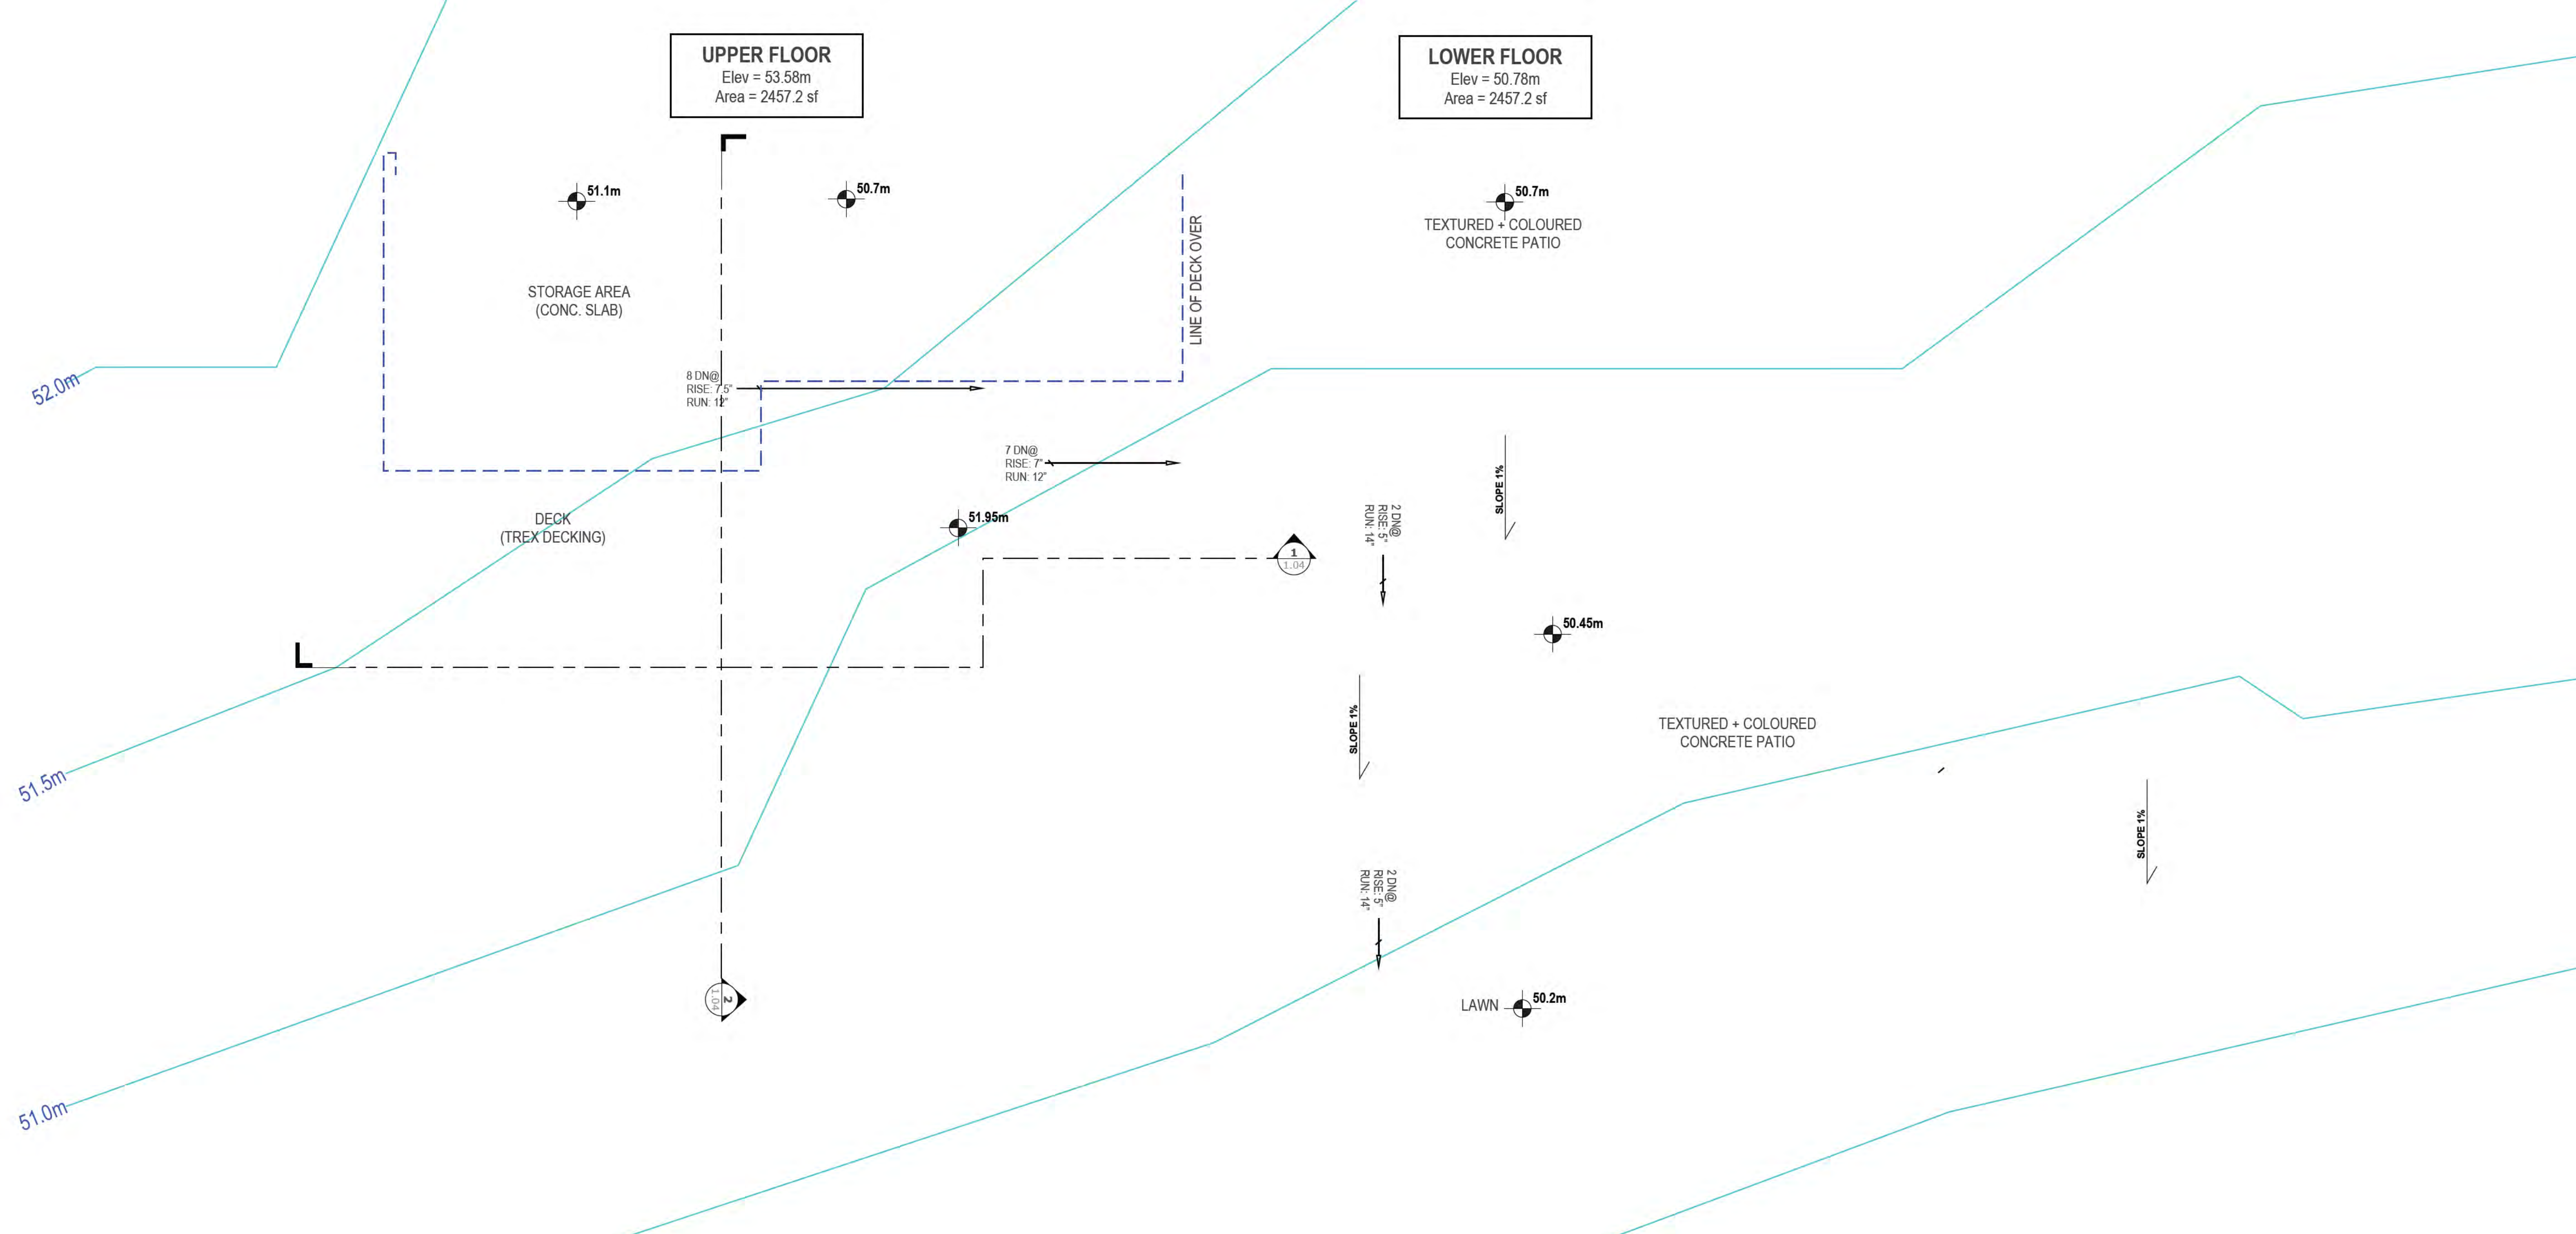 UPPER FLOOR
Elev = 53.58m
Area = 2457.2 sf
LOWER FLOOR
Elev = 50.78m
Area = 2457.2 sf
51.1m
50.7m
50.7m
TEXTURED + COLOURED
CONCRETE PATIO
LINE OF DECK OVER
STORAGE AREA
(CONC. SLAB)
52.0m
8 DN@
RISE: 7.5"
RUN: 12"
7 DN@
RISE: 7"
RUN: 12"
SLOPE 1%
DECK
(TREX DECKING)
51.95m
2 DN@
RISE: 5"
RUN: 14"
1
1.04
50.45m
SLOPE 1%
TEXTURED + COLOURED
CONCRETE PATIO
51.5m
SLOPE 1%
2 DN@
RISE: 5"
RUN: 14"
2
1.04
LAWN
50.2m
51.0m